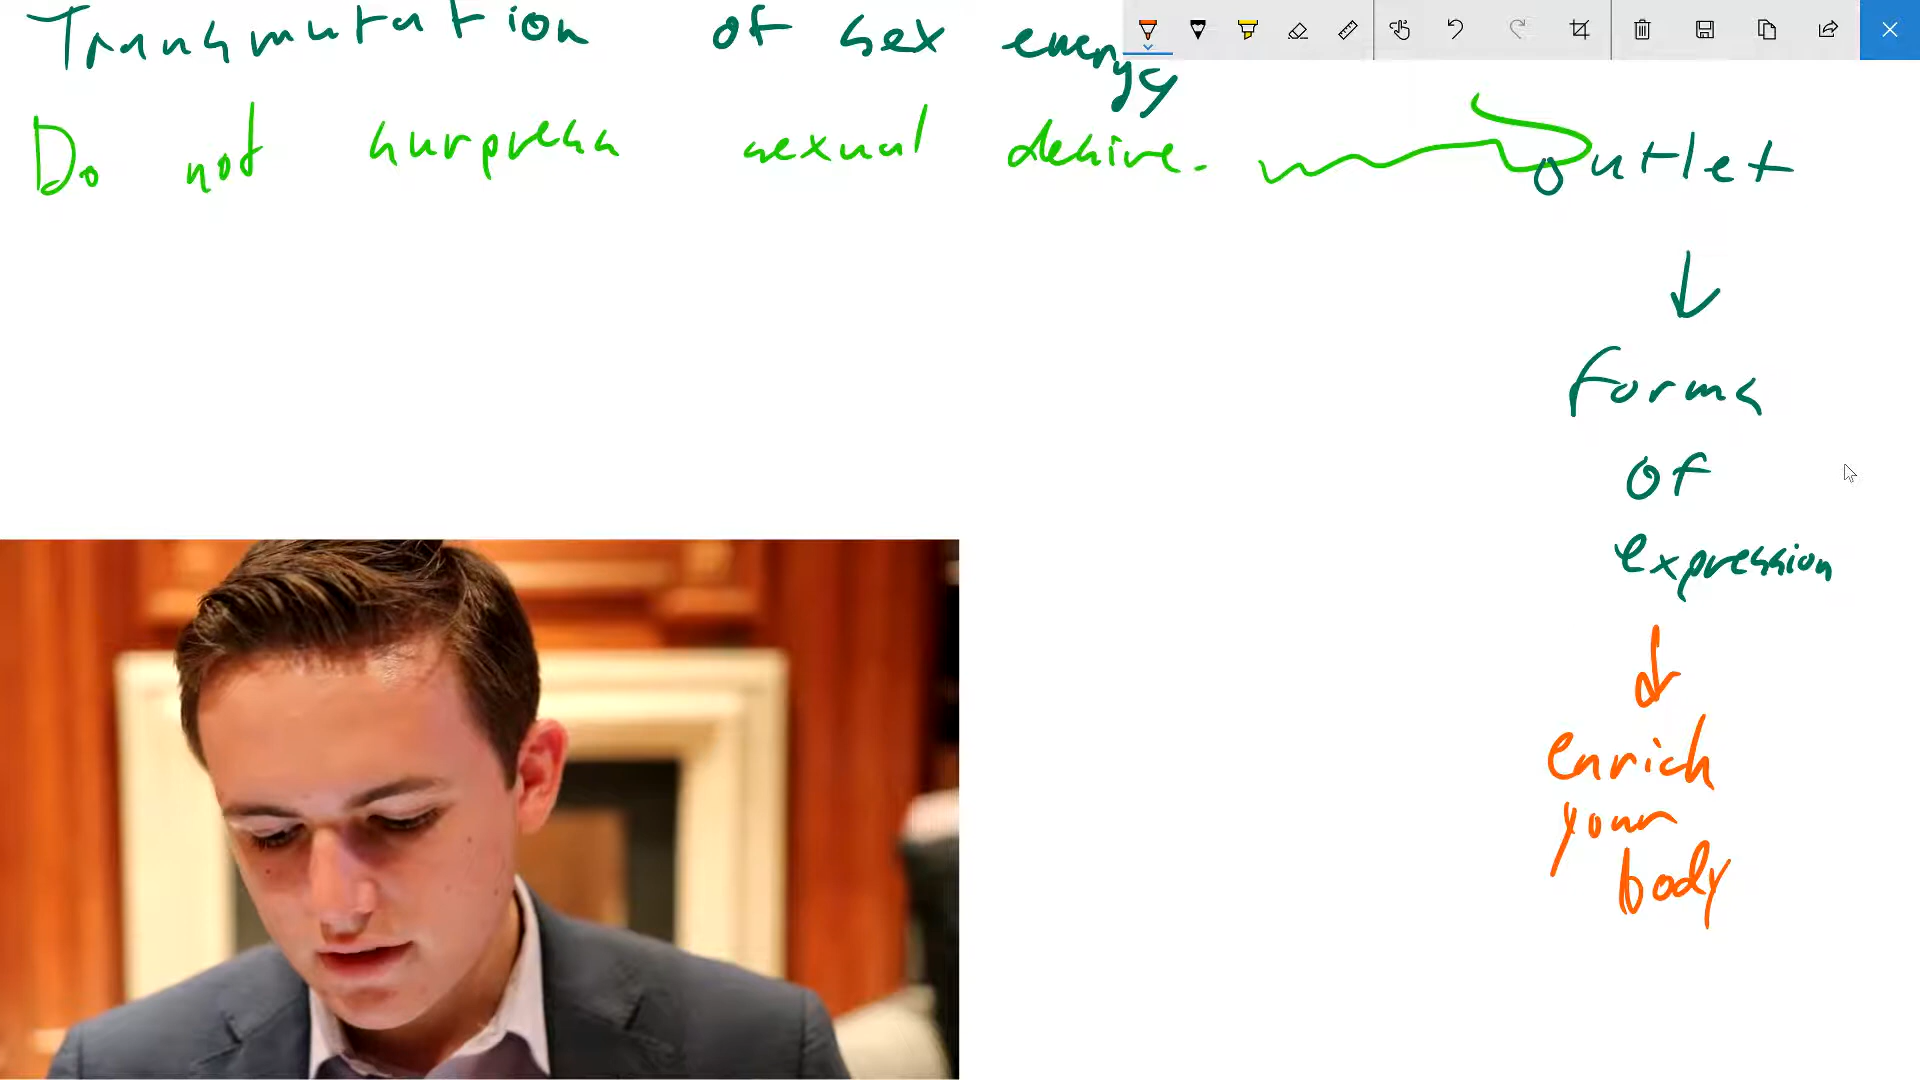 Transmutation of sex energy
Do not surpress sexual desire. outlet
forms
of
expression
enrich
your
body